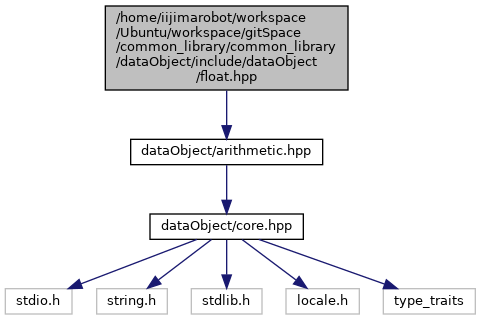 /home/iijimarobot/workspace
/Ubuntu/workspace/gitSpace
/common_library/common_library
/dataObject/include/dataObject
/float.hpp
dataObject/arithmetic.hpp
dataObject/core.hpp
stdio.h
string.h
stdlib.h
locale.h
type_traits